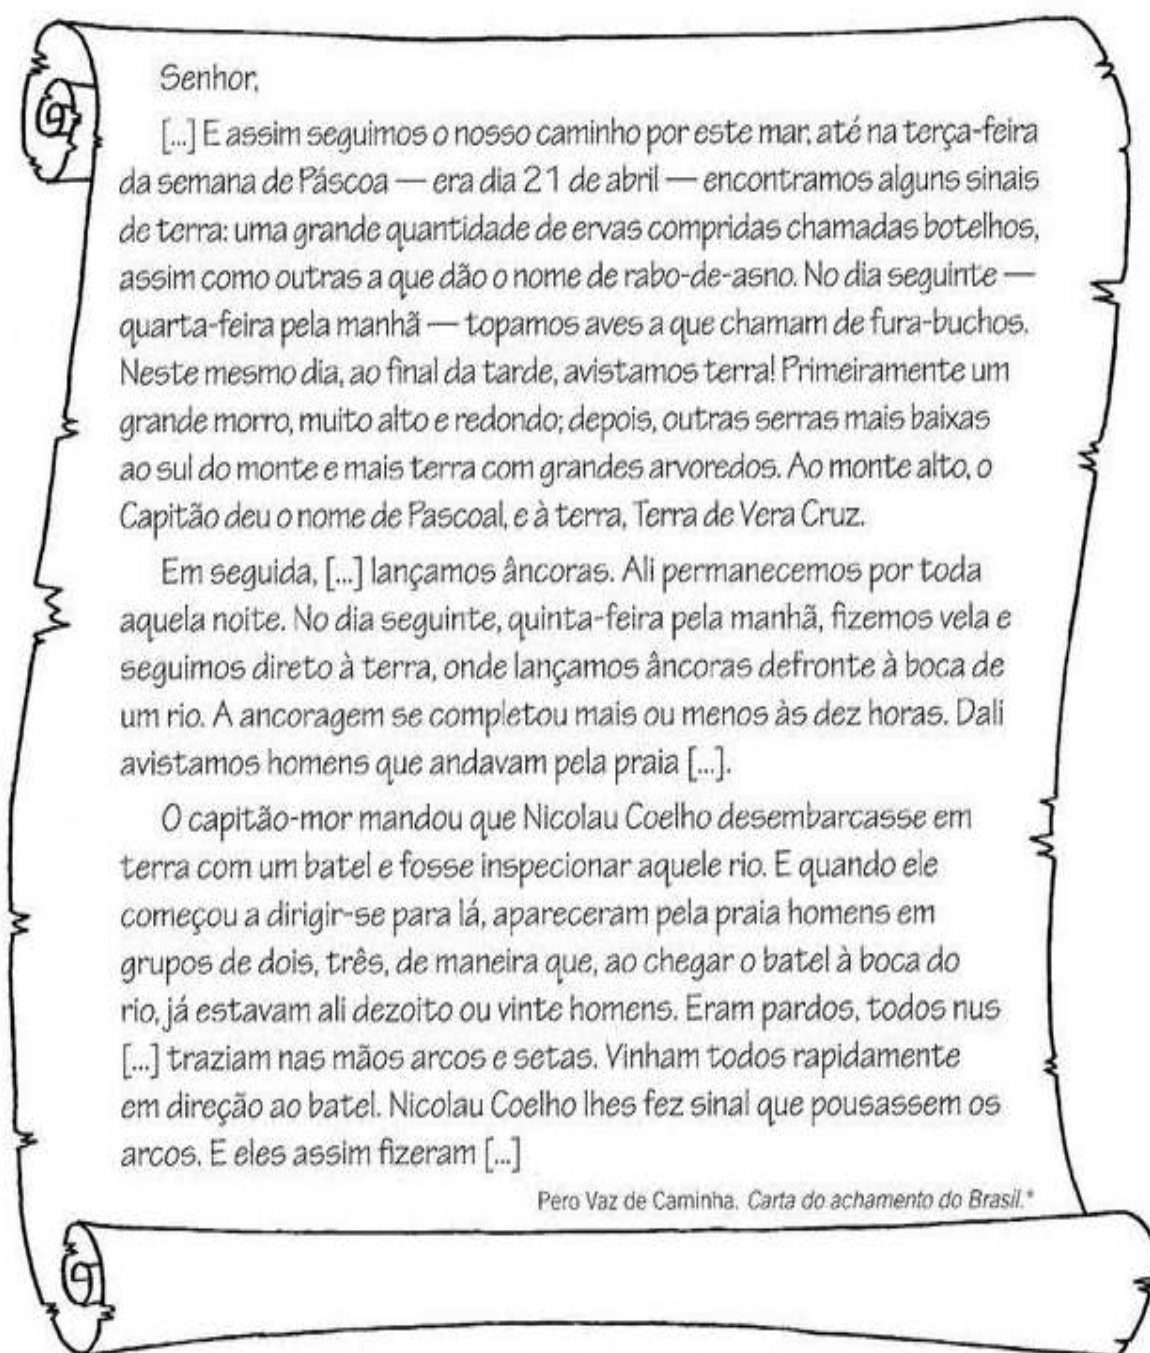 Senhor,
[...] E assim seguimos o nosso caminho por este mar, até na terça-feira
da semana de Páscoa — era dia 21 de abril — encontramos alguns sinais
de terra: uma grande quantidade de ervas compridas chamadas botelhos,
assim como outras a que dão o nome de rabo-de-asno. No dia seguinte —
quarta-feira pela manhã — topamos aves a que chamam de fura-buchos.
Neste mesmo dia, ao final da tarde, avistamos terra! Primeiramente um
grande morro, muito alto e redondo; depois, outras serras mais baixas
ao sul do monte e mais terra com grandes arvoredos. Ao monte alto, o
Capitão deu o nome de Pascoal, e à terra, Terra de Vera Cruz.
Em seguida, [...] lançamos âncoras. Ali permanecemos por toda
aquela noite. No dia seguinte, quinta-feira pela manhã, fizemos vela e
seguimos direto à terra, onde lançamos âncoras defronte à boca de
um rio. A ancoragem se completou mais ou menos às dez horas. Dali
avistamos homens que andavam pela praia [...].
O capitão-mor mandou que Nicolau Coelho desembarcasse em
terra com um batel e fosse inspecionar aquele rio. E quando ele
começou a dirigir-se para lá, apareceram pela praia homens em
grupos de dois, três, de maneira que, ao chegar o batel à boca do
rio, já estavam ali dezoito ou vinte homens. Eram pardos, todos nus
[...] traziam nas mãos arcos e setas. Vinham todos rapidamente
em direção ao batel. Nicolau Coelho lhes fez sinal que pousassem os
arcos. E eles assim fizeram [...]
Pero Vaz de Caminha. Carta do achamento do Brasil.*